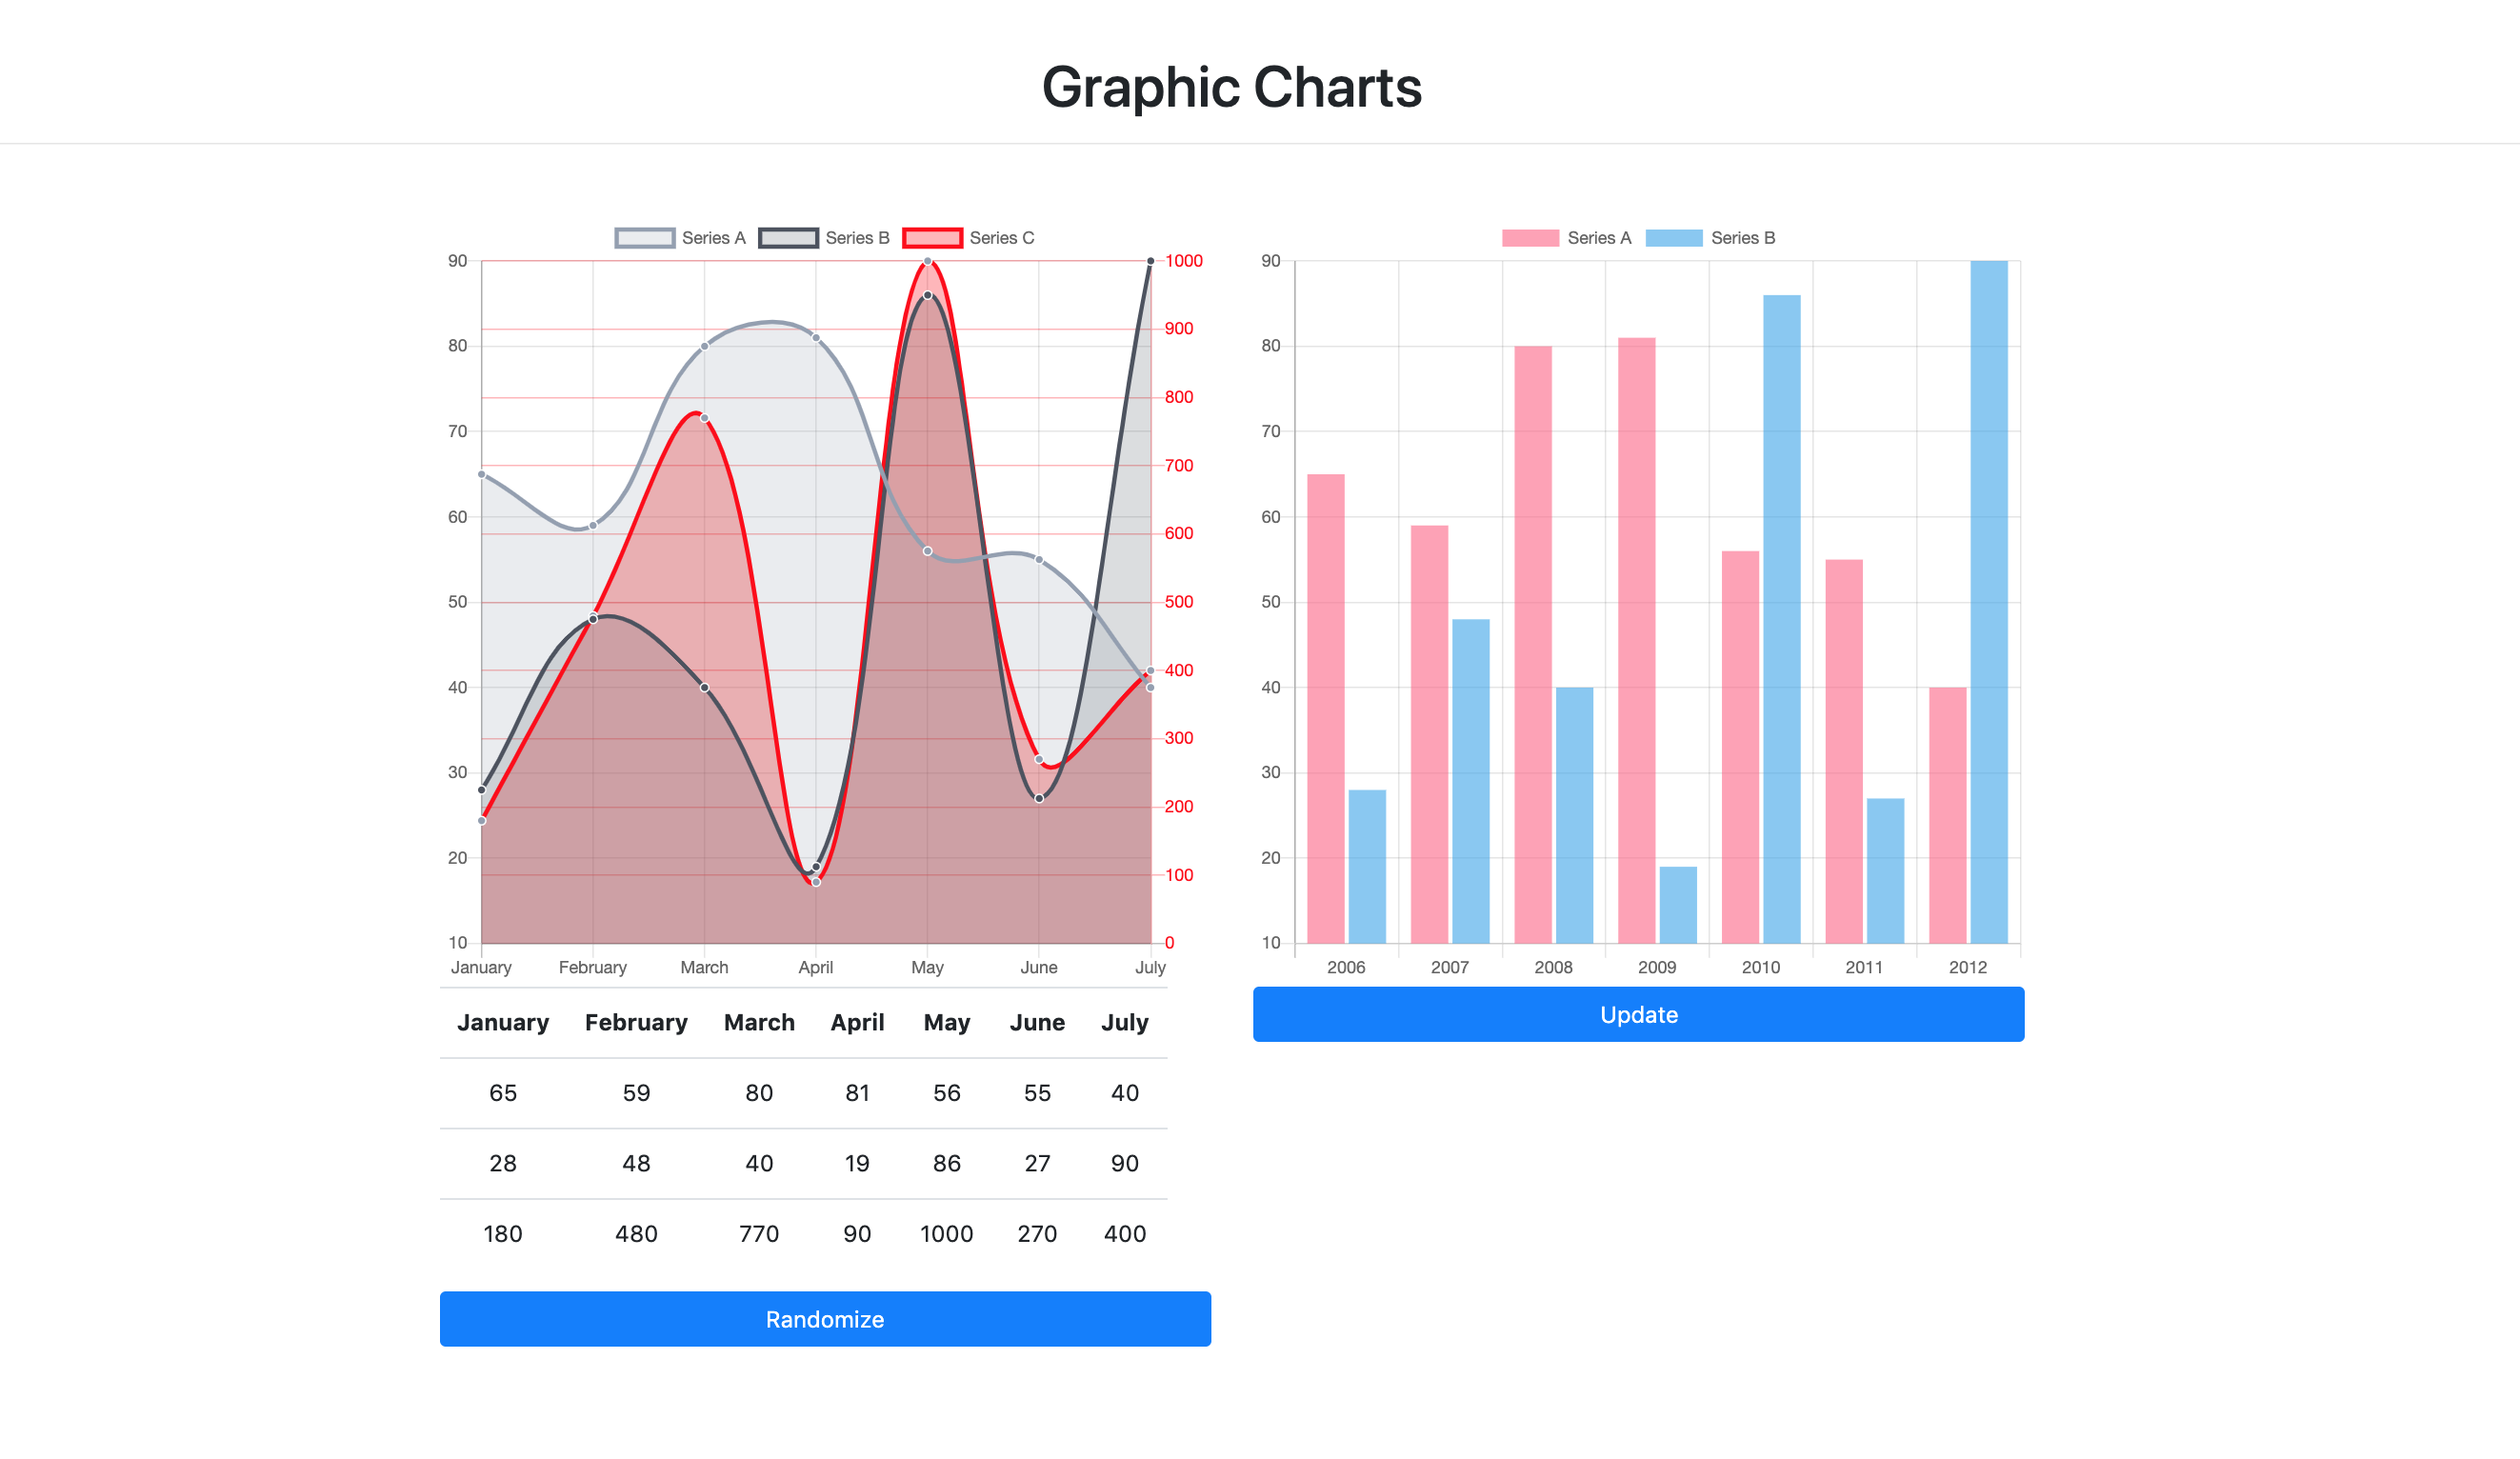 Graphic Charts
Series A Series B Series C
90 1000
900
80
800
70
700
60
600
50 500
400
40
300
30
200
20
100
10 0
January February March April May June July
January February March April May June July
65 59 80 81 56 55 40
28 48 40 19 86 27 90
180 480 770 90 1000 270 400
Randomize
Series A Series B
90
80
70
60
50
40
30
20
10
2006 2007 2008 2009 2010 2011 2012
Update